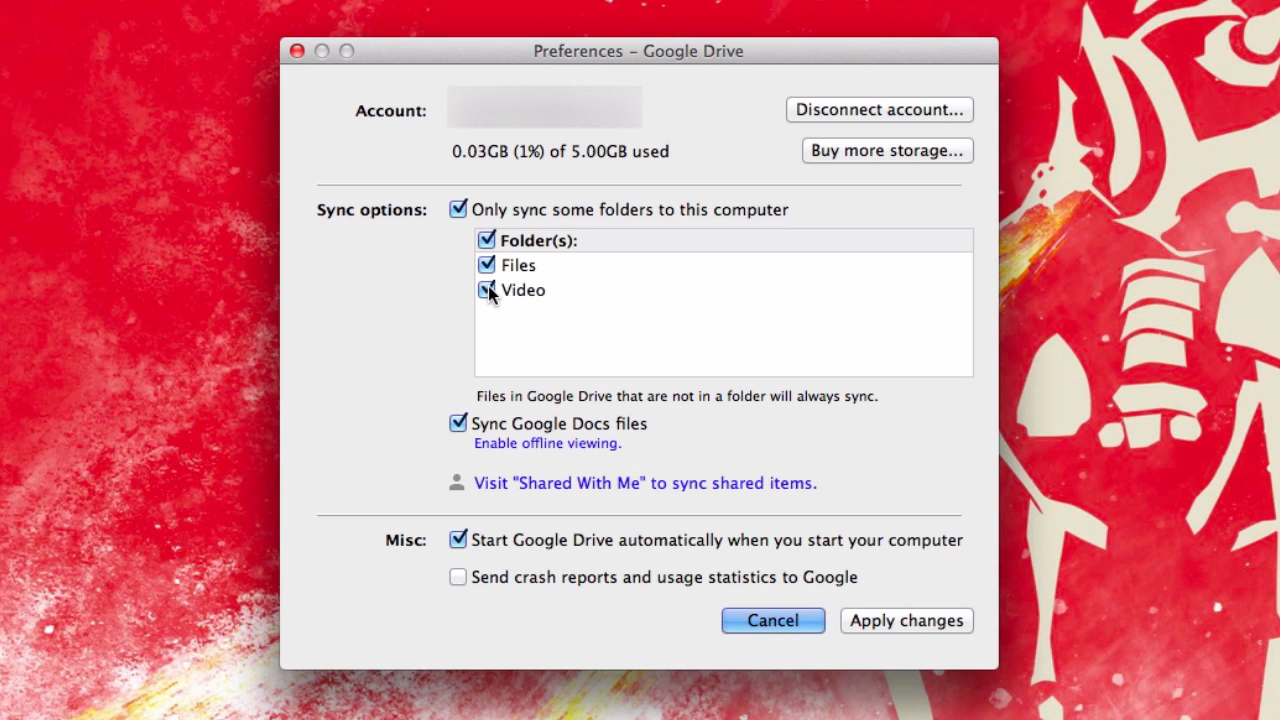 Preferences – Google Drive
Account:
Disconnect account...
0.03GB (1%) of 5.00GB used
Buy more storage...
Sync options:
Only sync some folders to this computer
Folder(s):
Files
Video
Files in Google Drive that are not in a folder will always sync.
Sync Google Docs files
Enable offline viewing.
Visit "Shared With Me" to sync shared items.
Misc:
Start Google Drive automatically when you start your computer
Send crash reports and usage statistics to Google
Cancel
Apply changes